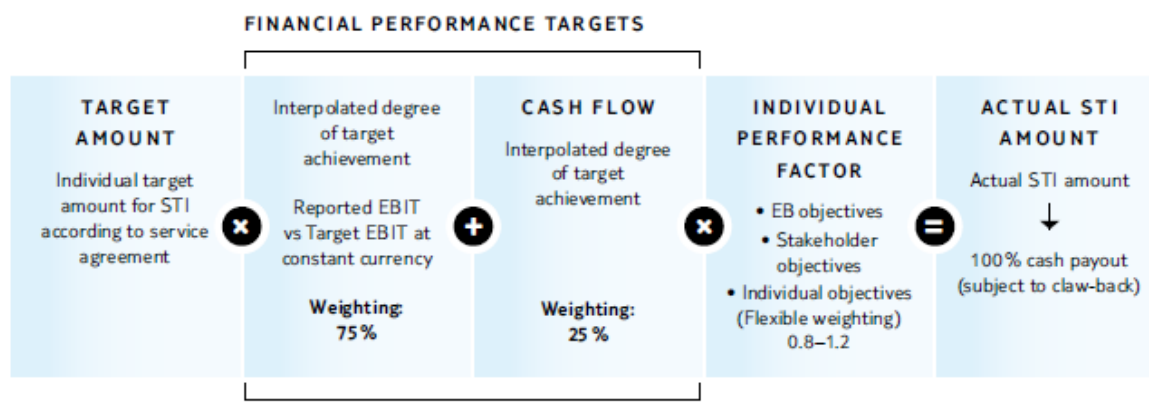 FINANCIAL PERFORMANCE TARGETS
TARGET
AMOUNT
Individual target
amount for STI
according to service
agreement
×
Interpolated degree
of target
achievement
Reported EBIT
vs Target EBIT at
constant currency
Weighting:
75%
+
CASH FLOW
Interpolated degree
of target
achievement
Weighting:
25%
×
INDIVIDUAL
PERFORMANCE
FACTOR
• EB objectives
• Stakeholder
objectives
• Individual objectives
(Flexible weighting)
0.8–1.2
=
ACTUAL STI
AMOUNT
Actual STI amount
↓
100% cash payout
(subject to claw-back)